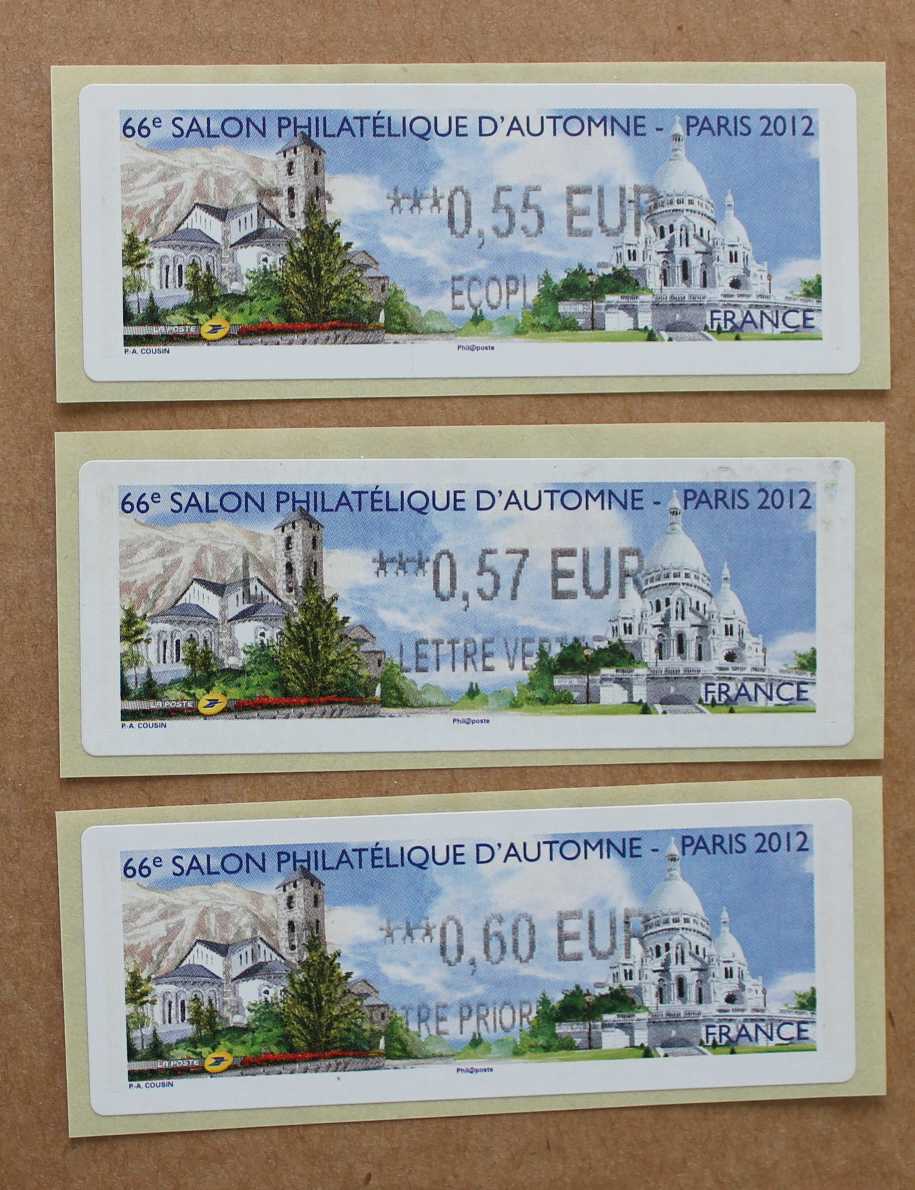 66e SALON PHILATÉLIQUE D'AUTOMNE - PARIS 2012
***0,55 EUR
ECOPLI
LA POSTE
FRANCE
P.-A. COUSIN
Phil@poste
66e SALON PHILATÉLIQUE D'AUTOMNE - PARIS 2012
***0,57 EUR
LETTRE VERTE
LA POSTE
FRANCE
P.-A. COUSIN
Phil@poste
66e SALON PHILATÉLIQUE D'AUTOMNE - PARIS 2012
***0,60 EUR
LA POSTE
FRANCE
P.-A. COUSIN
Phil@poste